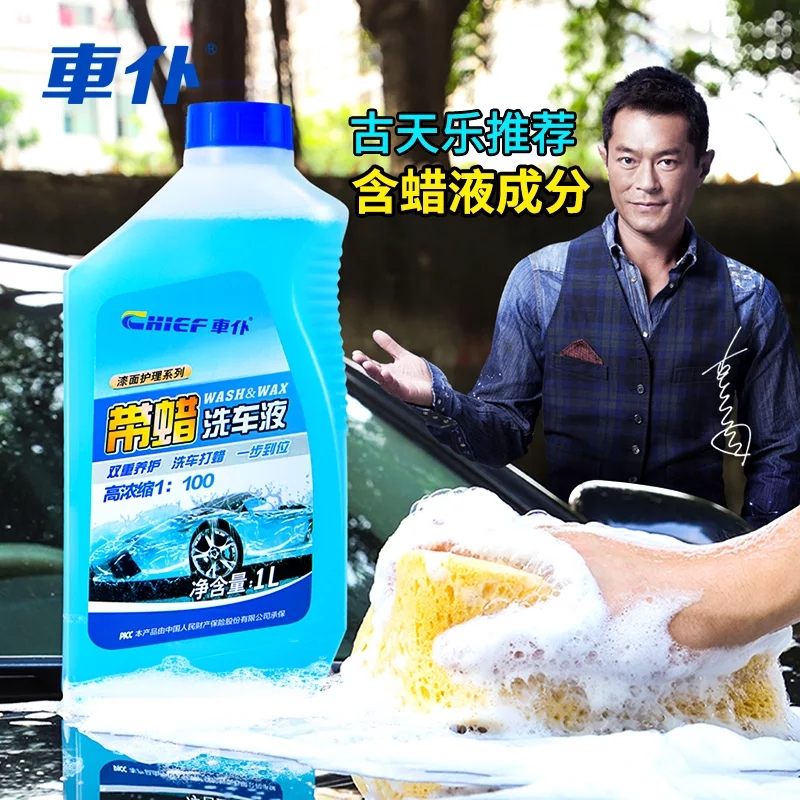 車仆®
古天乐推荐
含蜡液成分
CHIEF 車仆®
漆面护理系列
WASH&WAX
带蜡洗车液
双重养护 洗车打蜡 一步到位
高浓缩1：100
净含量:1L
PICC 本产品由中国人民财产保险股份有限公司承保